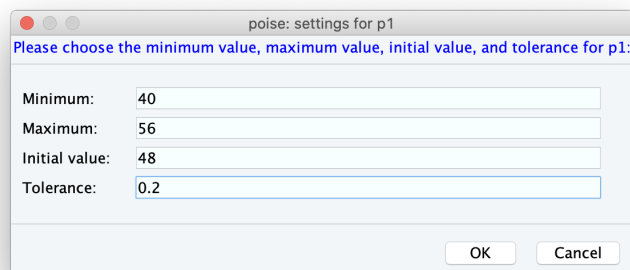 poise: settings for p1
Please choose the minimum value, maximum value, initial value, and tolerance for p1:
Minimum: 40
Maximum: 56
Initial value: 48
Tolerance: 0.2
OK Cancel